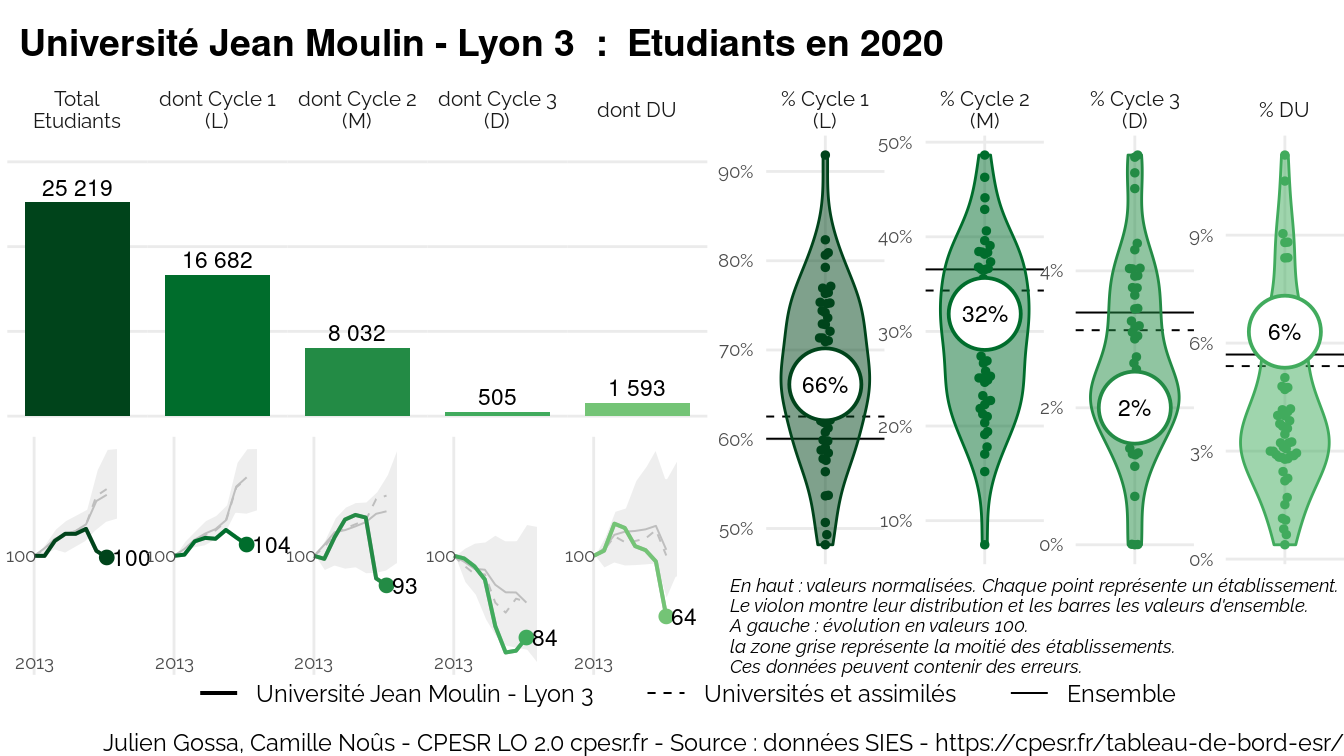 Université Jean Moulin - Lyon 3  :  Etudiants en 2020
Total
Etudiants
dont Cycle 1
(L)
dont Cycle 2
(M)
dont Cycle 3
(D)
dont DU
25 219
16 682
8 032
505
1 593
100
100
2013
100
104
2013
100
93
2013
100
84
2013
100
64
2013
% Cycle 1
(L)
90%
80%
70%
60%
50%
66%
% Cycle 2
(M)
50%
40%
30%
20%
10%
32%
% Cycle 3
(D)
4%
2%
0%
2%
% DU
9%
6%
3%
0%
6%
En haut : valeurs normalisées. Chaque point représente un établissement.
Le violon montre leur distribution et les barres les valeurs d'ensemble.
A gauche : évolution en valeurs 100.
la zone grise représente la moitié des établissements.
Ces données peuvent contenir des erreurs.
Université Jean Moulin - Lyon 3
Universités et assimilés
Ensemble
Julien Gossa, Camille Noûs - CPESR LO 2.0 cpesr.fr - Source : données SIES - https://cpesr.fr/tableau-de-bord-esr/